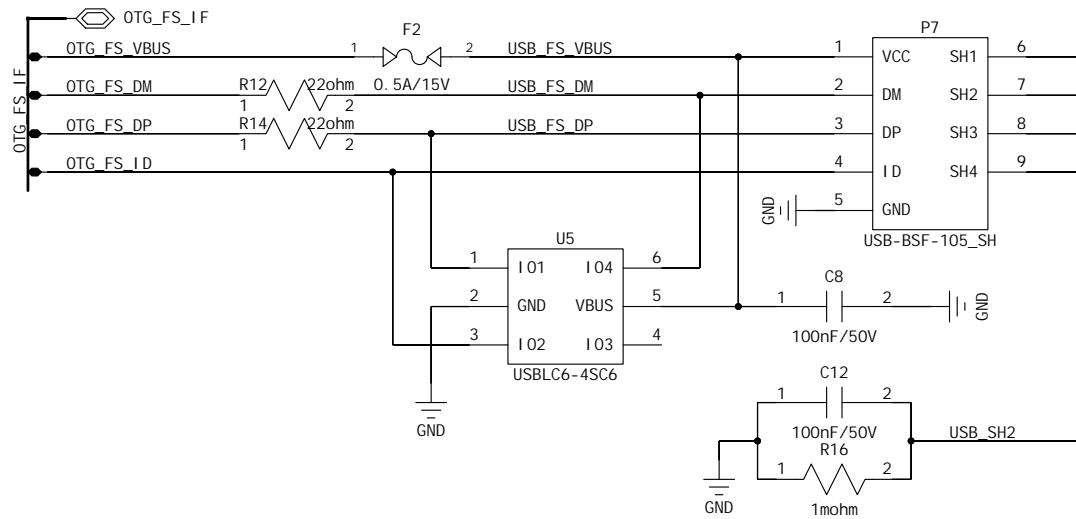 OTG_FS_IF
OTG_FS_IF
OTG_FS_VBUS
1 F2 2
0.5A/15V
USB_FS_VBUS
OTG_FS_DM
R12 22ohm
1 2
USB_FS_DM
OTG_FS_DP
R14 22ohm
1 2
USB_FS_DP
OTG_FS_ID
P7
1 VCC SH1 6
2 DM SH2 7
3 DP SH3 8
4 ID SH4 9
GND 5 GND
USB-BSF-105_SH
U5
1 IO1 IO4 6
2 GND VBUS 5
3 IO2 IO3 4
USBLC6-4SC6
GND
C8
1 2
100nF/50V
GND
C12
1 2
100nF/50V
USB_SH2
R16
1 2
1mohm
GND